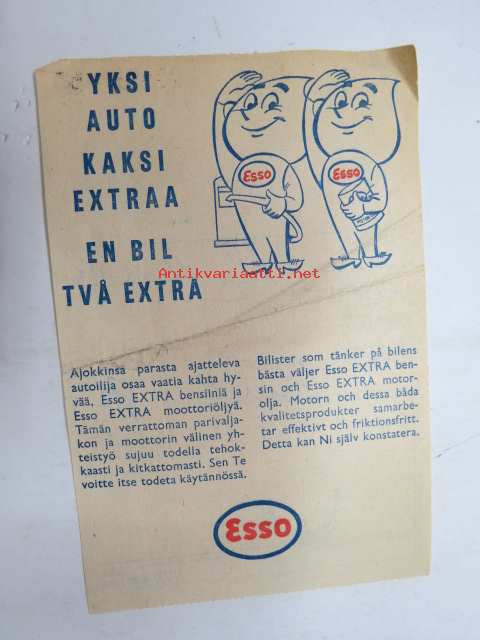 YKSI
AUTO
KAKSI
EXTRAA
EN BIL
TVÅ EXTRA
Esso
Esso
Antikvariaatti.net
Ajokkinsa parasta ajatteleva
autoilija osaa vaatia kahta hy-
vää, Esso EXTRA bensiiniä ja
Esso EXTRA moottoriöljyä.
Tämän verrattoman parivalja-
kon ja moottorin välinen yh-
teistyö sujuu todella tehok-
kaasti ja kitkattomasti. Sen Te
voitte itse todeta käytännössä.
Bilister som tänker på bilens
bästa väljer Esso EXTRA ben-
sin och Esso EXTRA motor-
olja. Motorn och dessa båda
kvalitetsprodukter samarbe-
tar effektivt och friktionsfritt.
Detta kan Ni själv konstatera.
Esso